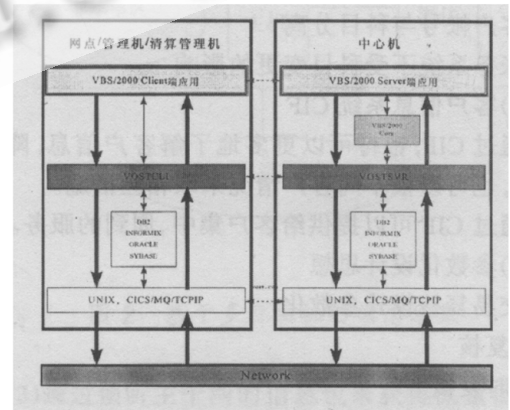 网点/管理机/清算管理机
VBS/2000 Client端应用
VOSTCLI
DB2
INFORMIX
ORACLE
SYBASE
UNIX, CICS/MQ/TCPIP
中心机
VBS/2000 Server端应用
VBS/2000
Core
VOSTSVR
DB2
INFORMIX
ORACLE
SYBASE
UNIX, CICS/MQ/TCPIP
Network